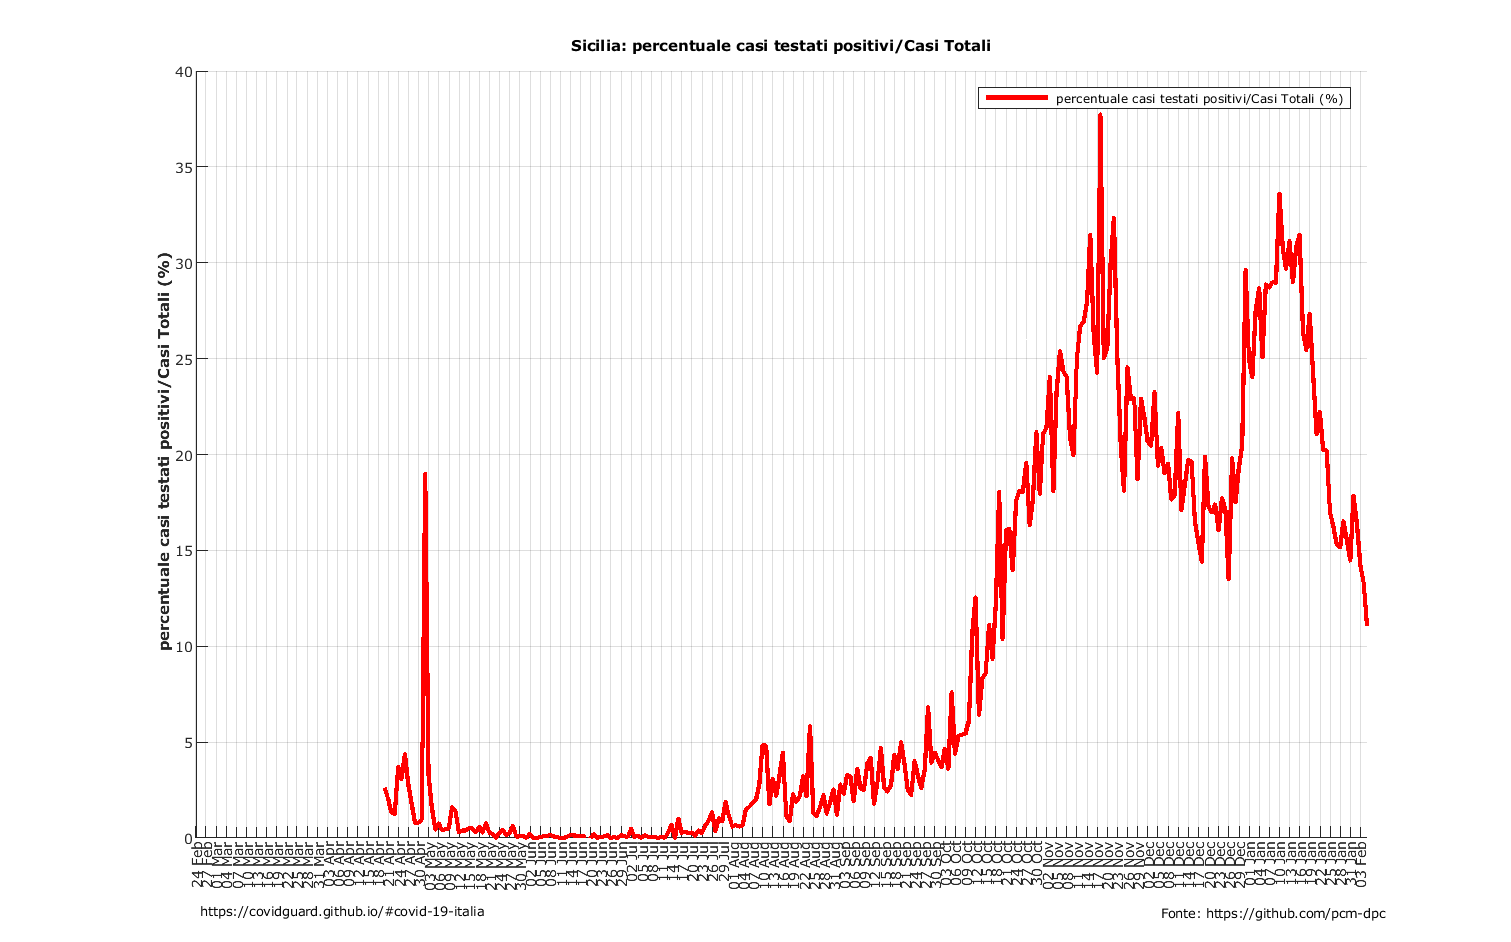 Sicilia: percentuale casi testati positivi/Casi Totali
percentuale casi testati positivi/Casi Totali (%)
percentuale casi testati positivi/Casi Totali (%)
40
35
30
25
20
15
10
5
0
24 Feb
27 Feb
01 Mar
04 Mar
07 Mar
10 Mar
13 Mar
16 Mar
19 Mar
22 Mar
25 Mar
28 Mar
31 Mar
03 Apr
06 Apr
09 Apr
12 Apr
15 Apr
18 Apr
21 Apr
24 Apr
27 Apr
30 Apr
03 May
06 May
09 May
12 May
15 May
18 May
21 May
24 May
27 May
30 May
02 Jun
05 Jun
08 Jun
11 Jun
14 Jun
17 Jun
20 Jun
23 Jun
26 Jun
29 Jun
02 Jul
05 Jul
08 Jul
11 Jul
14 Jul
17 Jul
20 Jul
23 Jul
26 Jul
29 Jul
01 Aug
04 Aug
07 Aug
10 Aug
13 Aug
16 Aug
19 Aug
22 Aug
25 Aug
28 Aug
31 Aug
03 Sep
06 Sep
09 Sep
12 Sep
15 Sep
18 Sep
21 Sep
24 Sep
27 Sep
30 Sep
03 Oct
06 Oct
09 Oct
12 Oct
15 Oct
18 Oct
21 Oct
24 Oct
27 Oct
30 Oct
02 Nov
05 Nov
08 Nov
11 Nov
14 Nov
17 Nov
20 Nov
23 Nov
26 Nov
29 Nov
02 Dec
05 Dec
08 Dec
11 Dec
14 Dec
17 Dec
20 Dec
23 Dec
26 Dec
29 Dec
01 Jan
04 Jan
07 Jan
10 Jan
13 Jan
16 Jan
19 Jan
22 Jan
25 Jan
28 Jan
31 Jan
03 Feb
https://covidguard.github.io/#covid-19-italia
Fonte: https://github.com/pcm-dpc